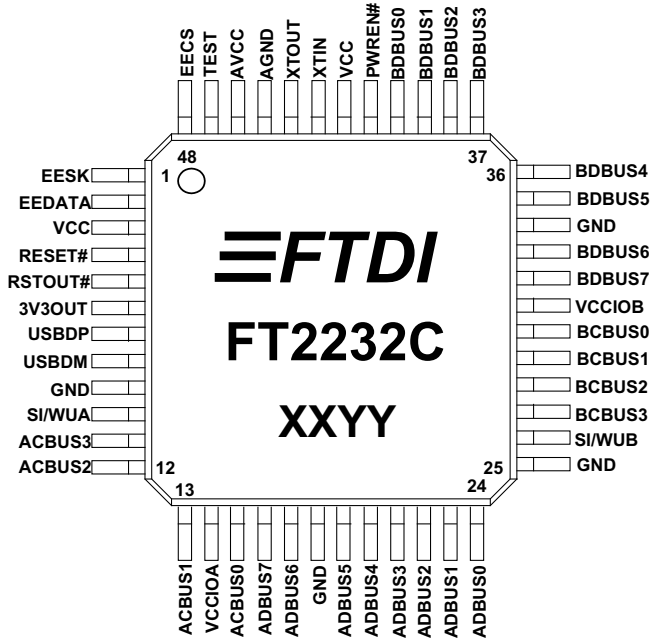 EECS
TEST
AVCC
AGND
XTOUT
XTIN
VCC
PWREN#
BDBUS0
BDBUS1
BDBUS2
BDBUS3
48
37
1
36
EESK
EEDATA
VCC
RESET#
RSTOUT#
3V3OUT
USBDP
USBDM
GND
SI/WUA
ACBUS3
ACBUS2
FTDI
FT2232C
XXYY
BDBUS4
BDBUS5
GND
BDBUS6
BDBUS7
VCCIOB
BCBUS0
BCBUS1
BCBUS2
BCBUS3
SI/WUB
GND
12
25
13
24
ACBUS1
VCCIOA
ACBUS0
ADBUS7
ADBUS6
GND
ADBUS5
ADBUS4
ADBUS3
ADBUS2
ADBUS1
ADBUS0